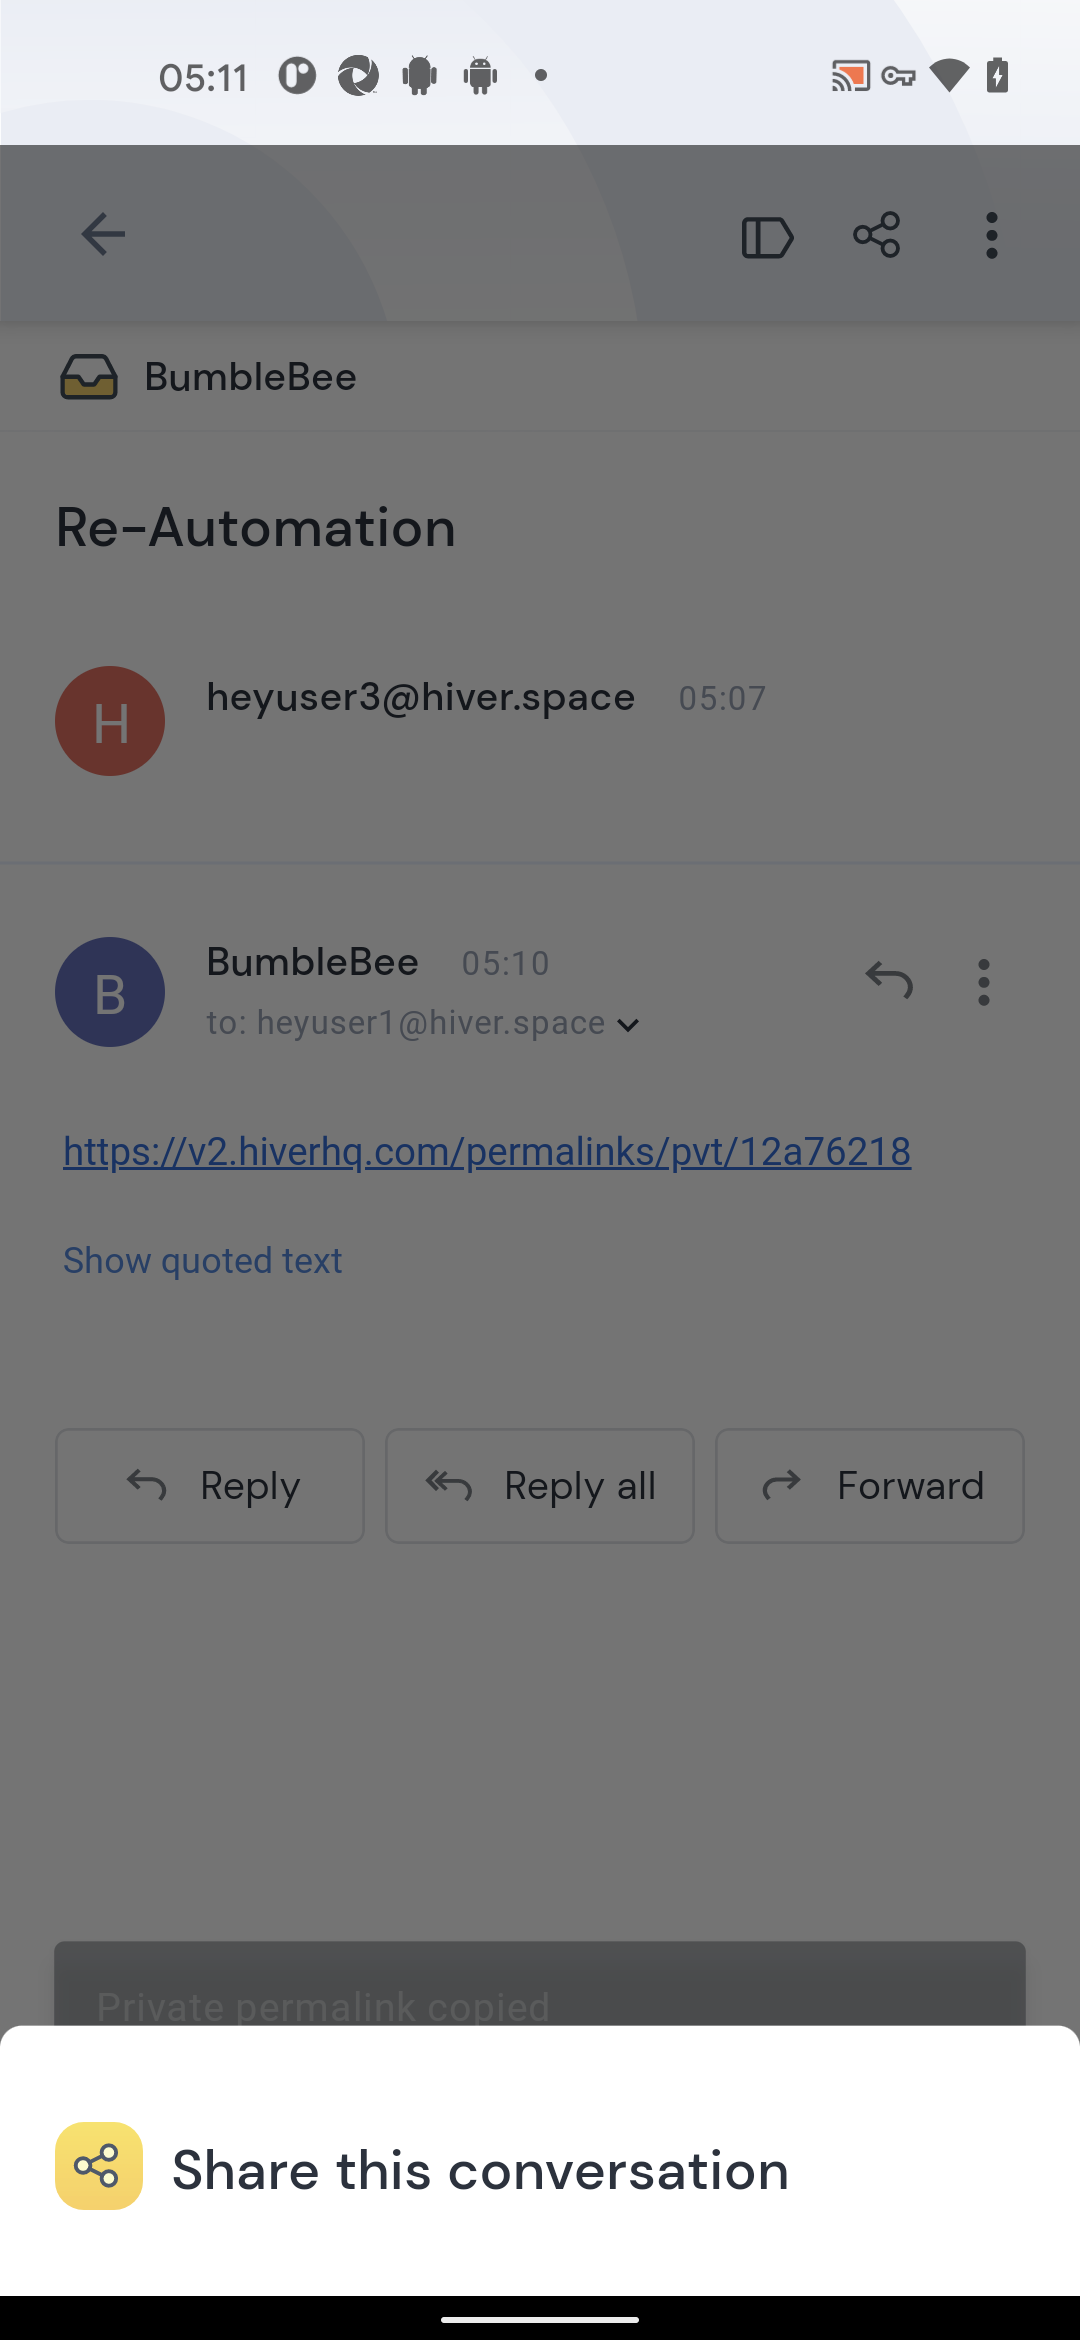 05:11
BumbleBee
Re-Automation
H
heyuser3@hiver.space 05:07
B
BumbleBee 05:10
to: heyuser1@hiver.space
https://v2.hiverhq.com/permalinks/pvt/12a76218
Show quoted text
Reply
Reply all
Forward
Private permalink copied
Share this conversation